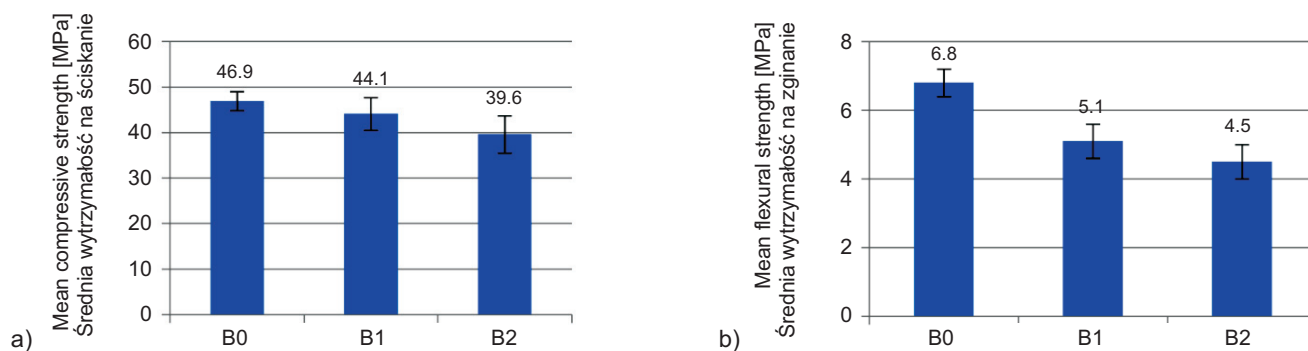 Mean compressive strength [MPa]
Średnia wytrzymałość na ściskanie
60
50
40
30
20
10
0
46.9
44.1
39.6
B0
B1
B2
a)
Mean flexural strength [MPa]
Średnia wytrzymałość na zginanie
8
6
4
2
0
6.8
5.1
4.5
B0
B1
B2
b)